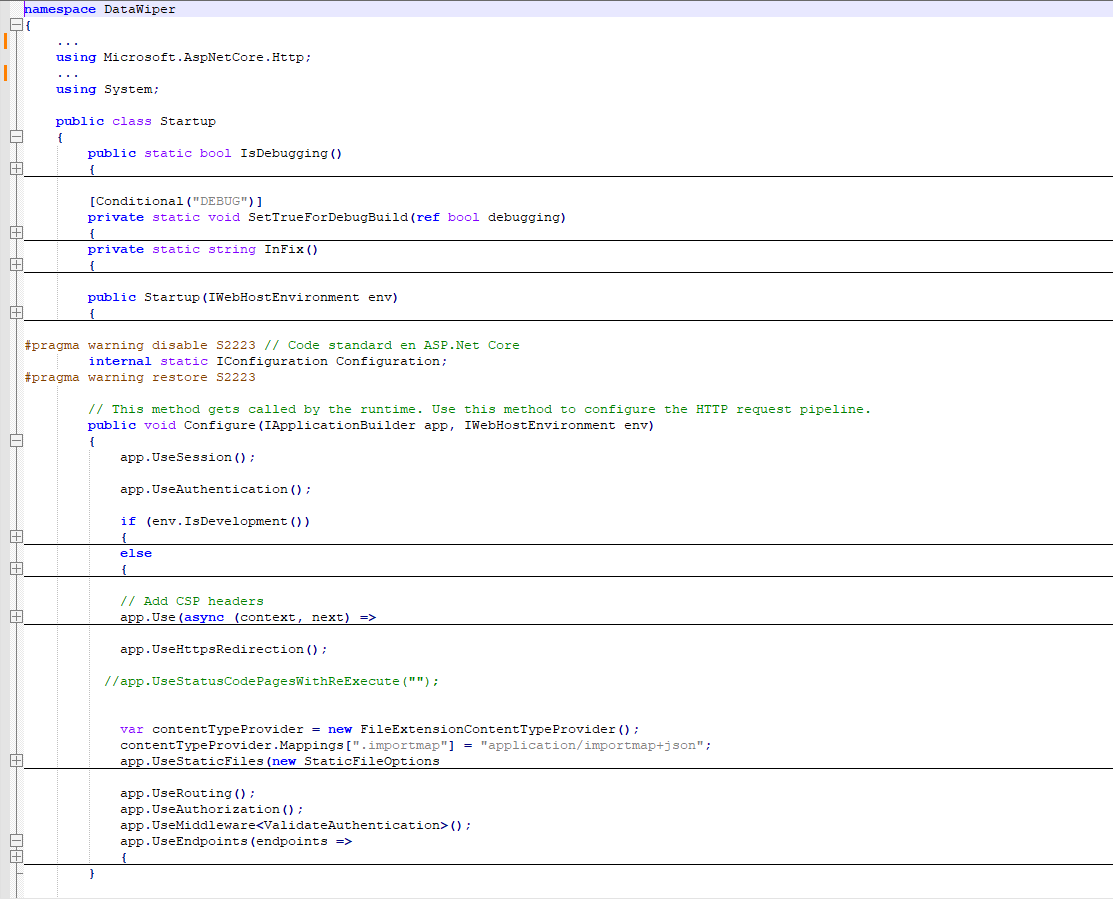 namespace DataWiper
{
...
using Microsoft.AspNetCore.Http;
...
using System;
public class Startup
{
public static bool IsDebugging()
{
[Conditional("DEBUG")]
private static void SetTrueForDebugBuild(ref bool debugging)
{
private static string InFix()
{
public Startup(IWebHostEnvironment env)
{
#pragma warning disable S2223 // Code standard en ASP.Net Core
internal static IConfiguration Configuration;
#pragma warning restore S2223
// This method gets called by the runtime. Use this method to configure the HTTP request pipeline.
public void Configure(IApplicationBuilder app, IWebHostEnvironment env)
{
app.UseSession();
app.UseAuthentication();
if (env.IsDevelopment())
{
else
{
// Add CSP headers
app.Use(async (context, next) =>
app.UseHttpsRedirection();
//app.UseStatusCodePagesWithReExecute("");
var contentTypeProvider = new FileExtensionContentTypeProvider();
contentTypeProvider.Mappings[".importmap"] = "application/importmap+json";
app.UseStaticFiles(new StaticFileOptions
app.UseRouting();
app.UseAuthorization();
app.UseMiddleware<ValidateAuthentication>();
app.UseEndpoints(endpoints =>
{
}